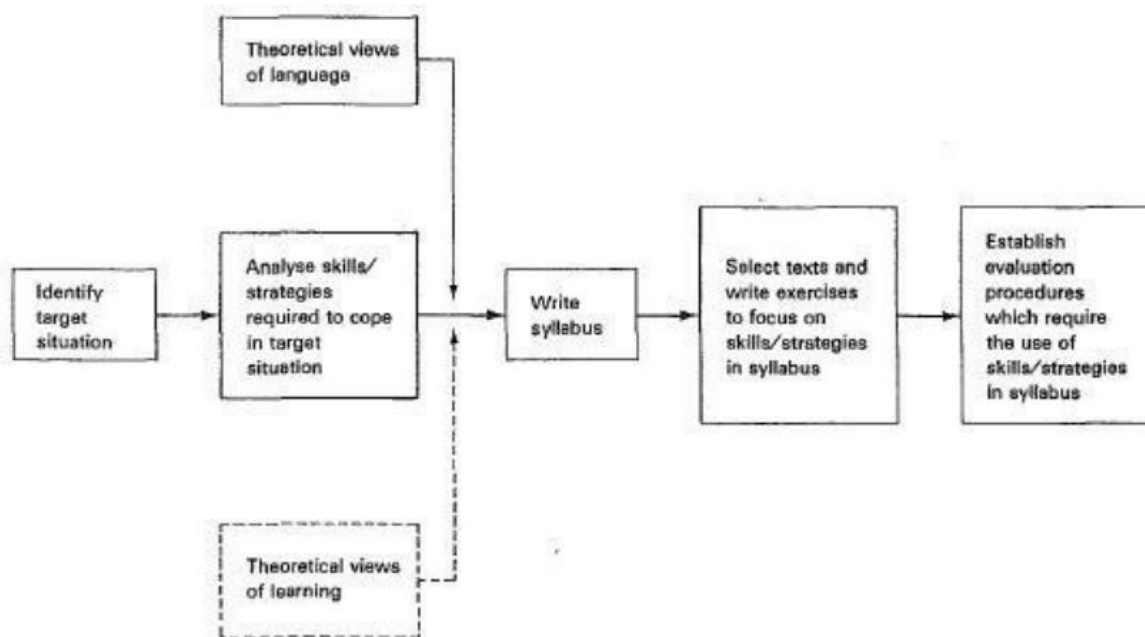 Theoretical views
of language
Identify
target
situation
Analyse skills/
strategies
required to cope
in target
situation
Write
syllabus
Select texts and
write exercises
to focus on
skills/strategies
in syllabus
Establish
evaluation
procedures
which require
the use of
skills/strategies
in syllabus
Theoretical views
of learning